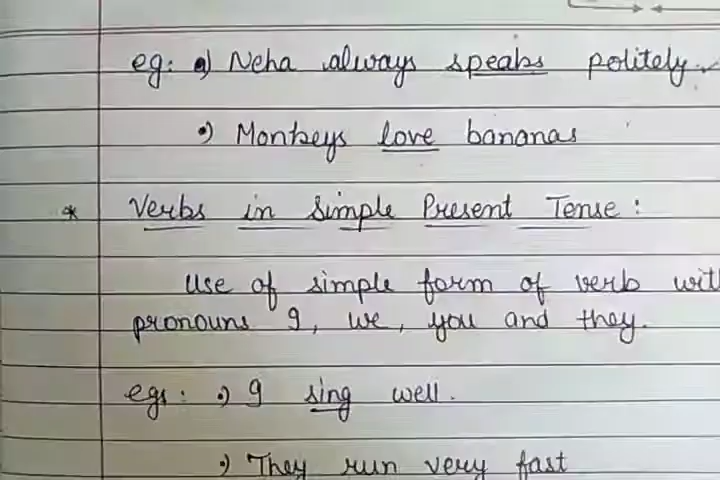 eg: •) Neha always speaks politely.
•) Monkeys love bananas
* Verbs in Simple Present Tense :
Use of simple form of verb with
pronouns I, we, you and they.
egs: •) I sing well.
•) They run very fast